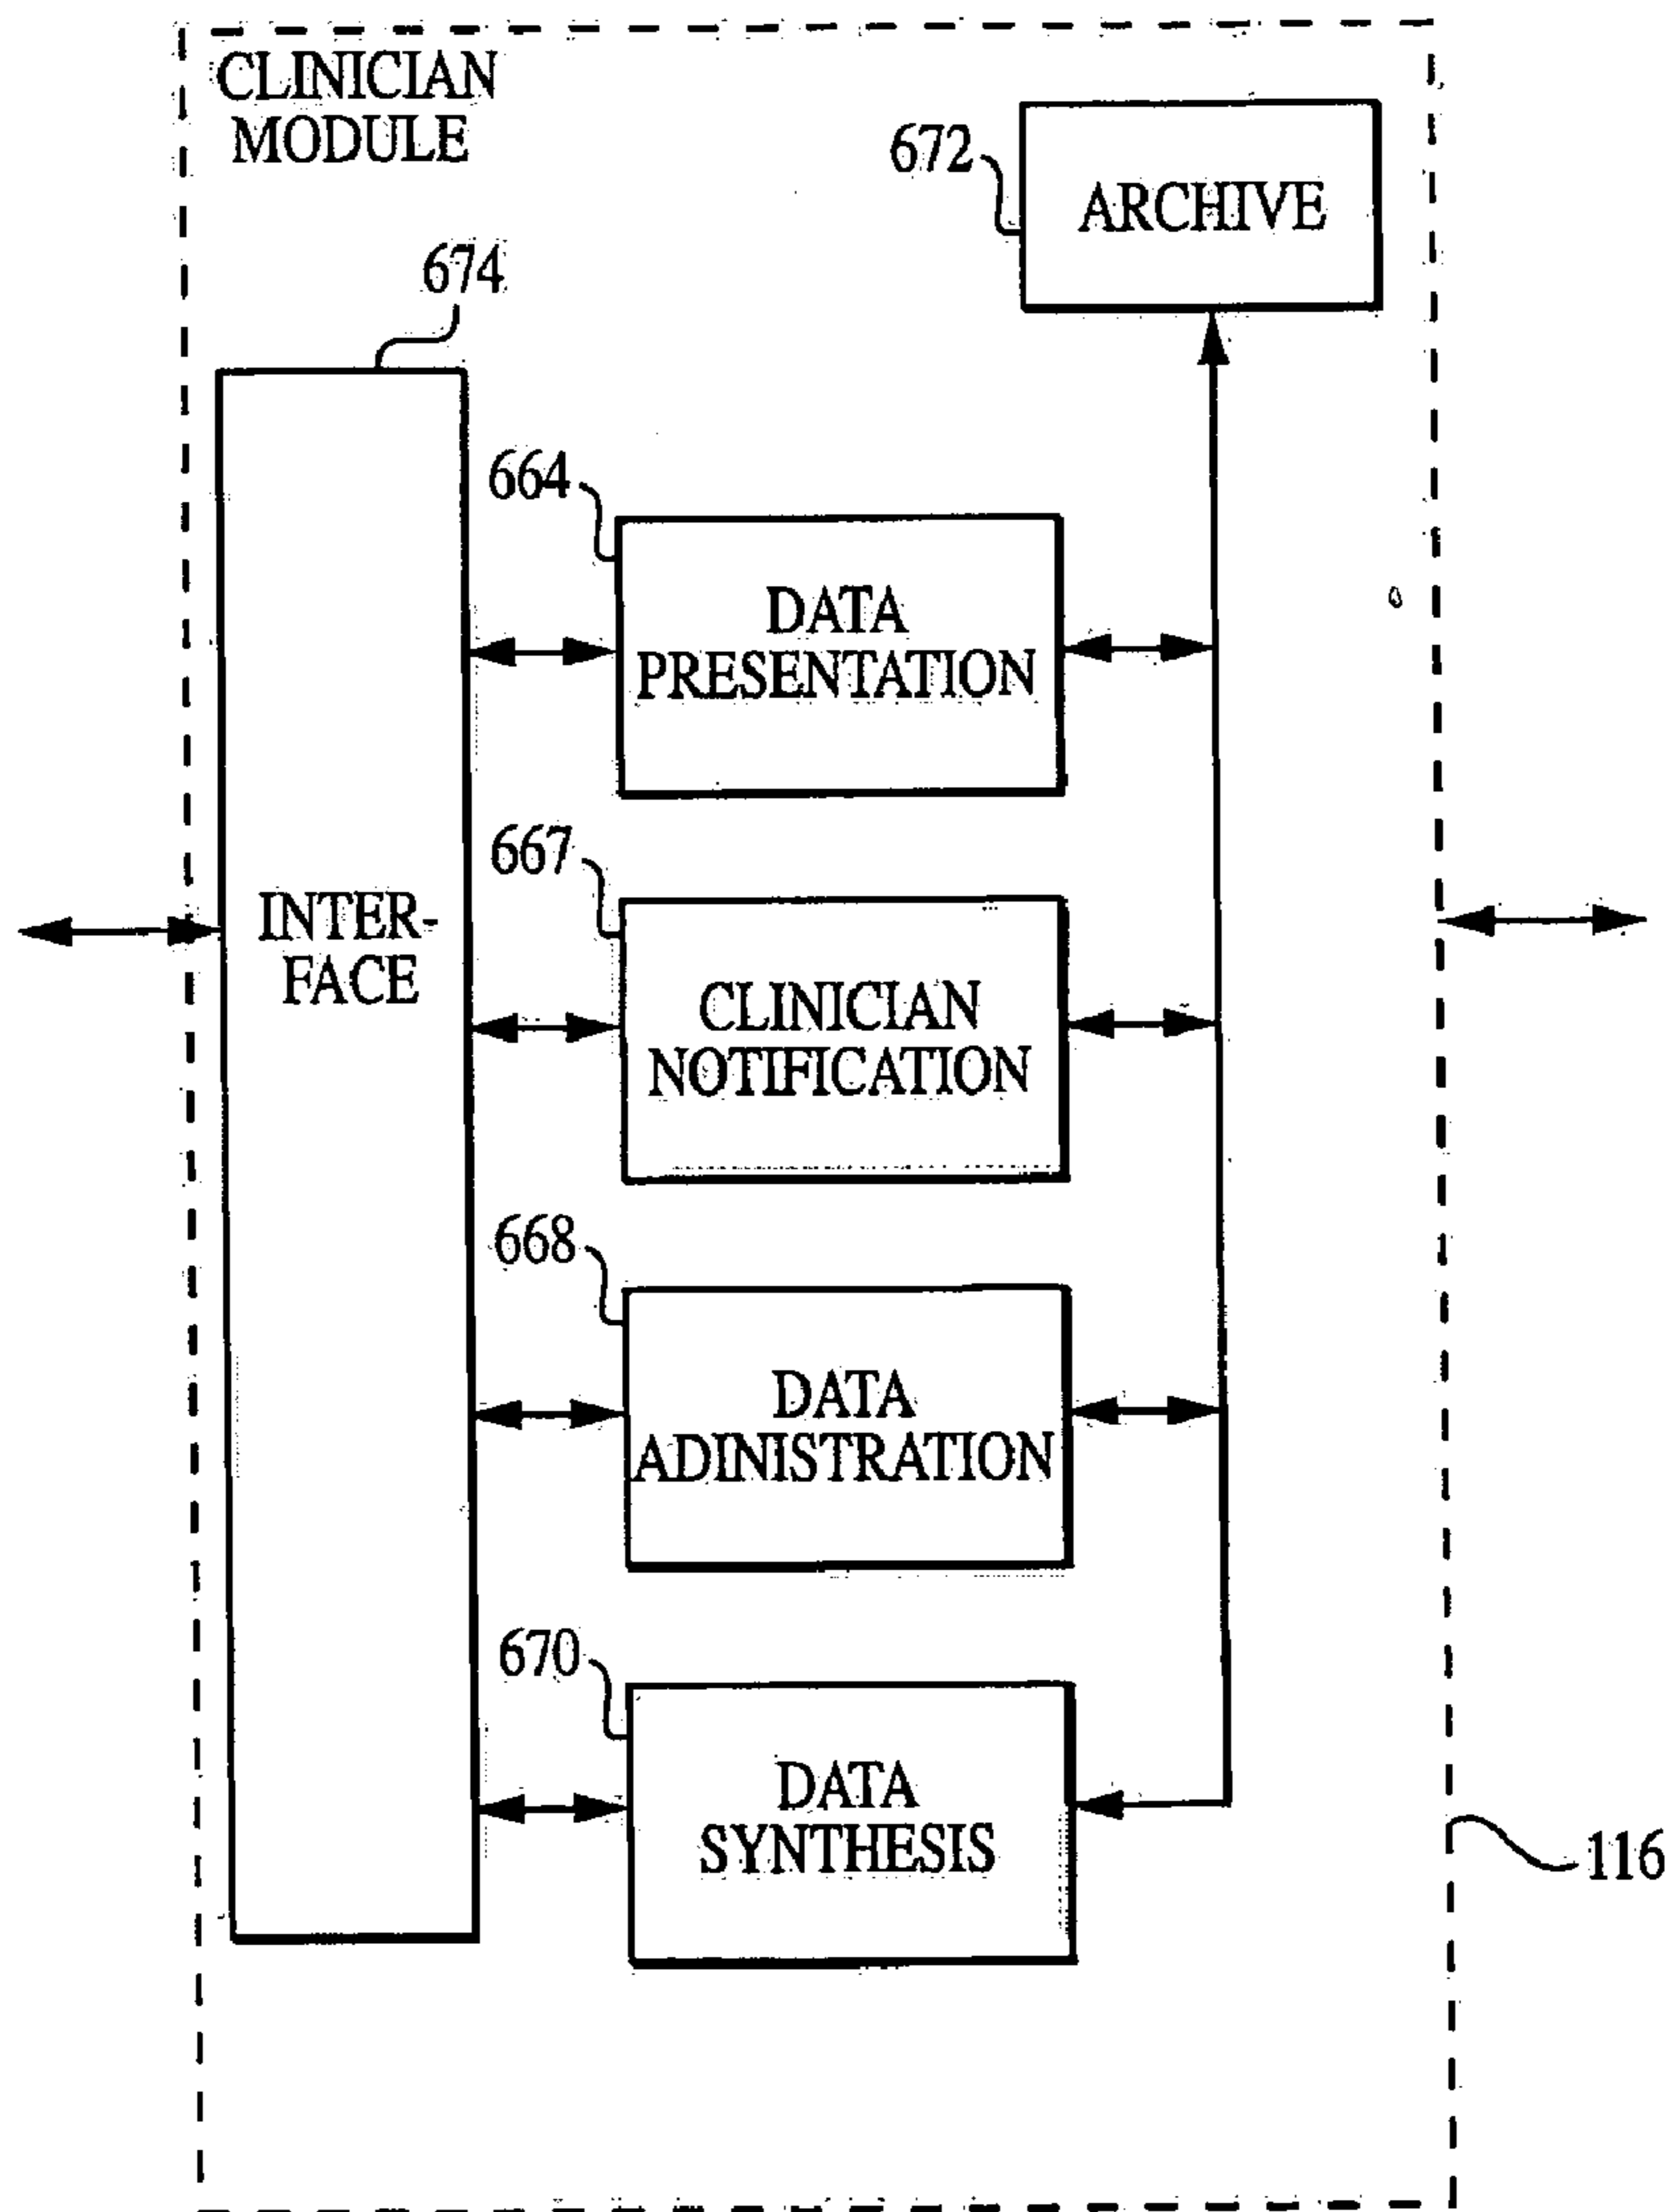 CLINICIAN
MODULE
672
ARCHIVE
674
664
DATA
PRESENTATION
667
INTER-
FACE
CLINICIAN
NOTIFICATION
668
DATA
ADINISTRATION
670
DATA
SYNTHESIS
116